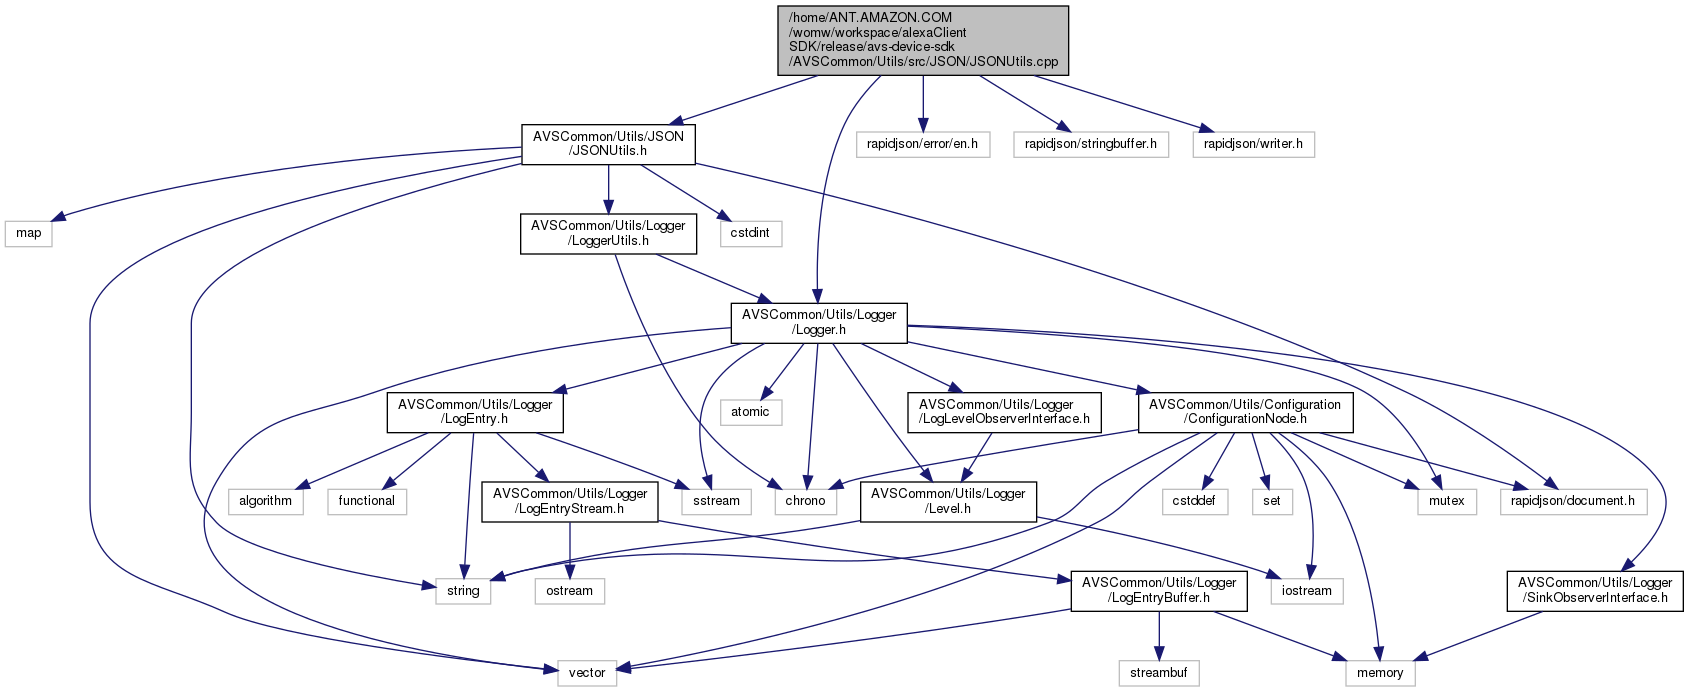 /home/ANT.AMAZON.COM
/womw/workspace/alexaClient
SDK/release/avs-device-sdk
/AVSCommon/Utils/src/JSON/JSONUtils.cpp
AVSCommon/Utils/JSON
/JSONUtils.h
rapidjson/error/en.h
rapidjson/stringbuffer.h
rapidjson/writer.h
map
AVSCommon/Utils/Logger
/LoggerUtils.h
cstdint
AVSCommon/Utils/Logger
/Logger.h
AVSCommon/Utils/Logger
/LogEntry.h
atomic
AVSCommon/Utils/Logger
/LogLevelObserverInterface.h
AVSCommon/Utils/Configuration
/ConfigurationNode.h
algorithm
functional
AVSCommon/Utils/Logger
/LogEntryStream.h
sstream
chrono
AVSCommon/Utils/Logger
/Level.h
cstddef
set
mutex
rapidjson/document.h
string
ostream
AVSCommon/Utils/Logger
/LogEntryBuffer.h
iostream
AVSCommon/Utils/Logger
/SinkObserverInterface.h
vector
streambuf
memory